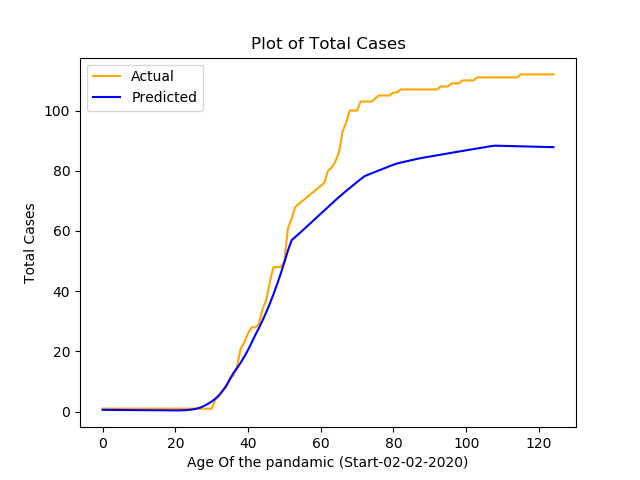 Plot of Total Cases
Actual
Predicted
Total Cases
100
80
60
40
20
0
0 20 40 60 80 100 120
Age Of the pandamic (Start-02-02-2020)